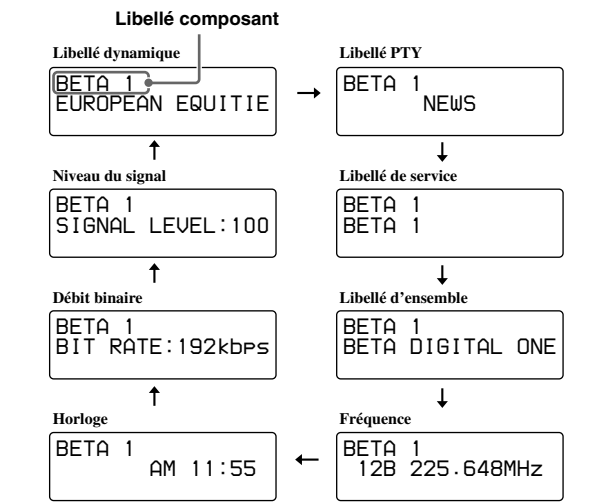 Libellé composant
Libellé dynamique
BETA 1
EUROPEAN EQUITIE
Libellé PTY
BETA 1
NEWS
Libellé de service
BETA 1
BETA 1
Libellé d'ensemble
BETA 1
BETA DIGITAL ONE
Fréquence
BETA 1
12B 225.648MHz
Horloge
BETA 1
AM 11:55
Débit binaire
BETA 1
BIT RATE:192kbps
Niveau du signal
BETA 1
SIGNAL LEVEL:100